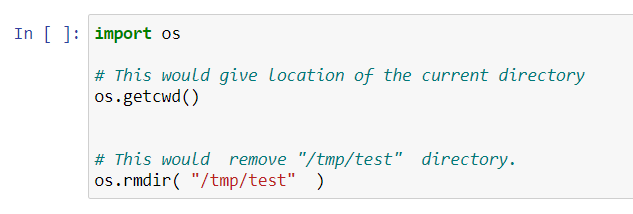 In [ ]: import os
# This would give location of the current directory
os.getcwd()
# This would  remove "/tmp/test"  directory.
os.rmdir( "/tmp/test"  )